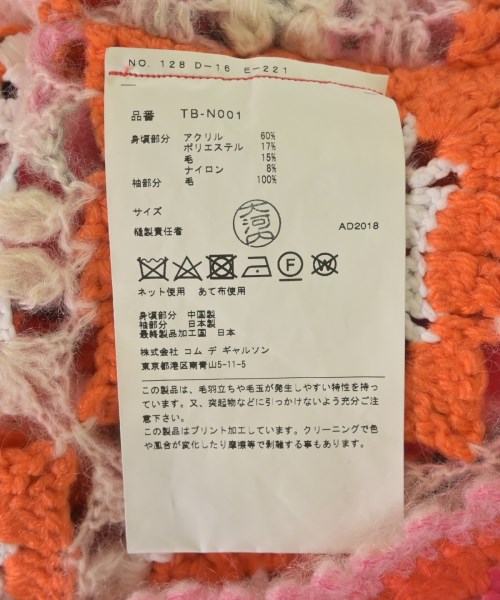 NO. 128 D-16 E-221
品番 TB-N001
身頃部分 アクリル 60%
ポリエステル 17%
毛 15%
ナイロン 8%
袖部分 毛 100%
サイズ
大河内
縫製責任者 AD2018
F W
ネット使用 あて布使用
身頃部分 中国製
袖部分 日本製
最終製品加工国 日本
株式会社 コム デ ギャルソン
東京都港区南青山5-11-5
この製品は、毛羽立ちや毛玉が発生しやすい特性を持っ
ています。又、突起物などに引っかけないよう充分ご注
意下さい。
この製品はプリント加工しています。クリーニングで色
や風合が変化したり摩擦等で剥離する事もあります。